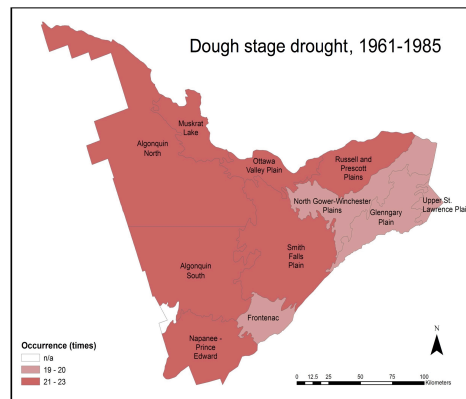 Dough stage drought, 1961-1985
Muskrat
Lake
Algonquin
North
Ottawa
Valley Plain
Russell and
Prescott
Plains
North Gower-Winchester
Plains
Upper St.
Lawrence Plai
Glenngary
Plain
Smith
Falls
Plain
Algonquin
South
Frontenac
Napanee -
Prince
Edward
Occurrence (times)
n/a
19 - 20
21 - 23
N
0 12.5 25 50 75 100
Kilometers